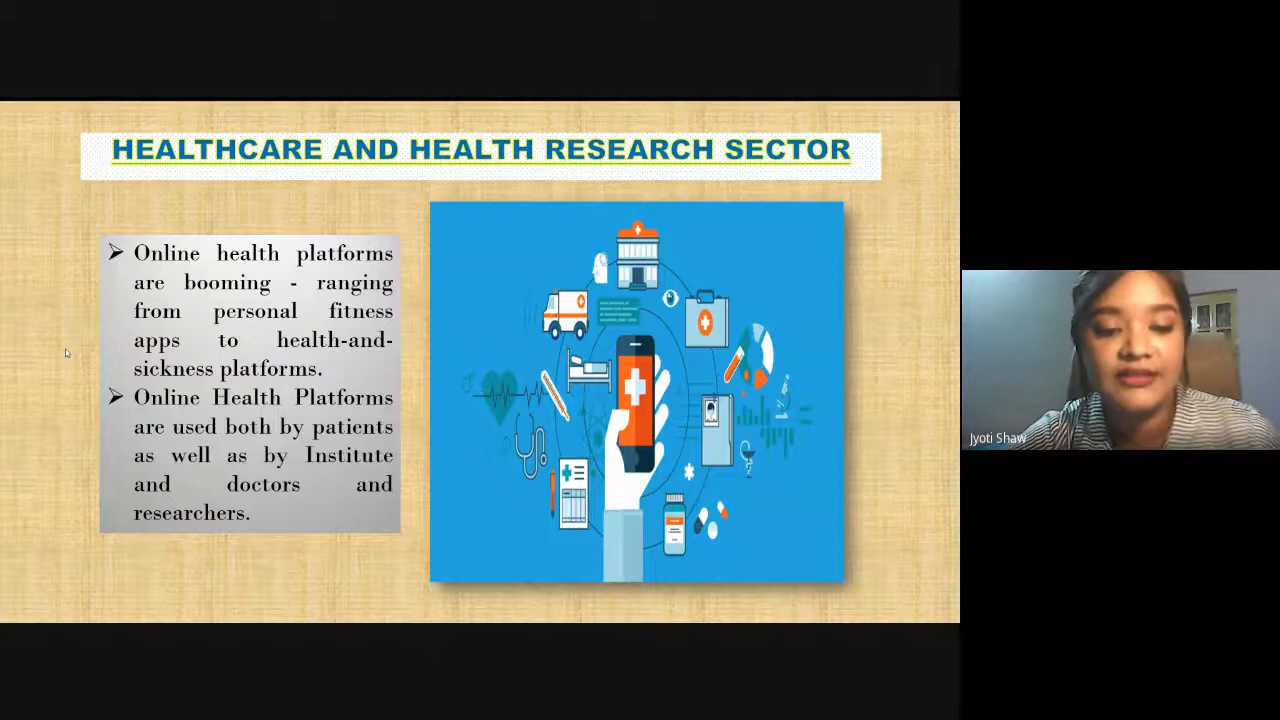 HEALTHCARE AND HEALTH RESEARCH SECTOR
Online health platforms
are booming - ranging
from personal fitness
apps to health-and-
sickness platforms.
Online Health Platforms
are used both by patients
as well as by Institute
and doctors and
researchers.
Jyoti Shaw